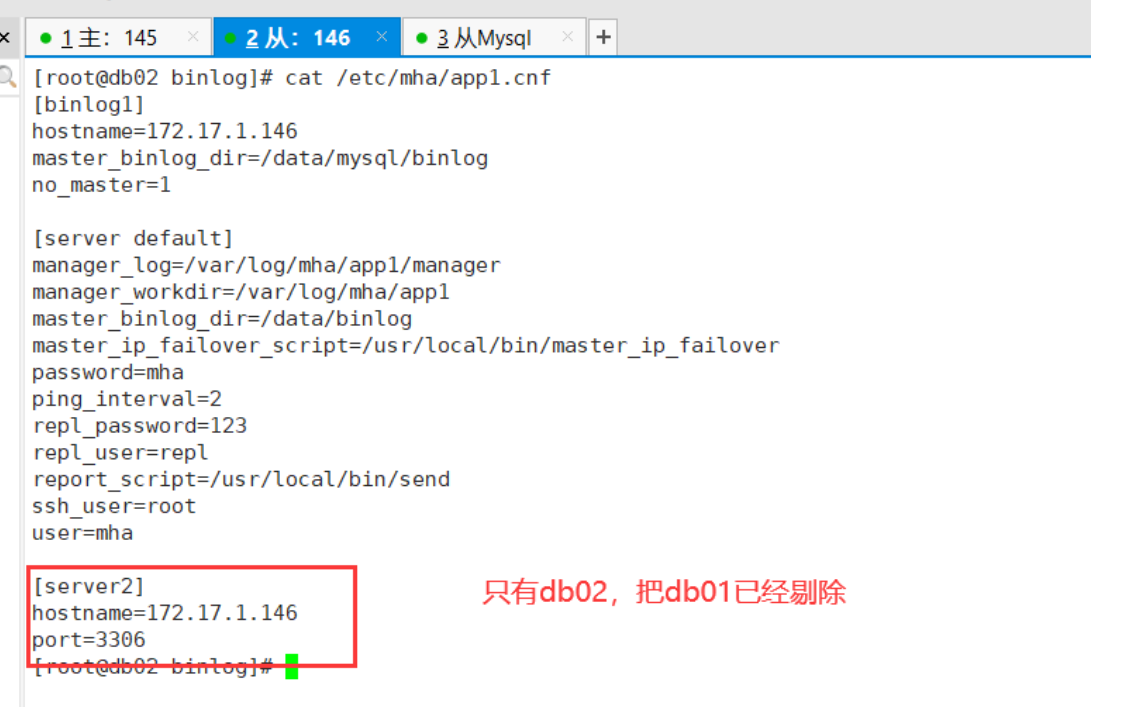 1 主：145
2 从：146
3 从Mysql
[root@db02 binlog]# cat /etc/mha/app1.cnf
[binlog1]
hostname=172.17.1.146
master_binlog_dir=/data/mysql/binlog
no_master=1
[server default]
manager_log=/var/log/mha/app1/manager
manager_workdir=/var/log/mha/app1
master_binlog_dir=/data/binlog
master_ip_failover_script=/usr/local/bin/master_ip_failover
password=mha
ping_interval=2
repl_password=123
repl_user=repl
report_script=/usr/local/bin/send
ssh_user=root
user=mha
[server2]
只有db02，把db01已经剔除
hostname=172.17.1.146
port=3306
[root@db02 binlog]#